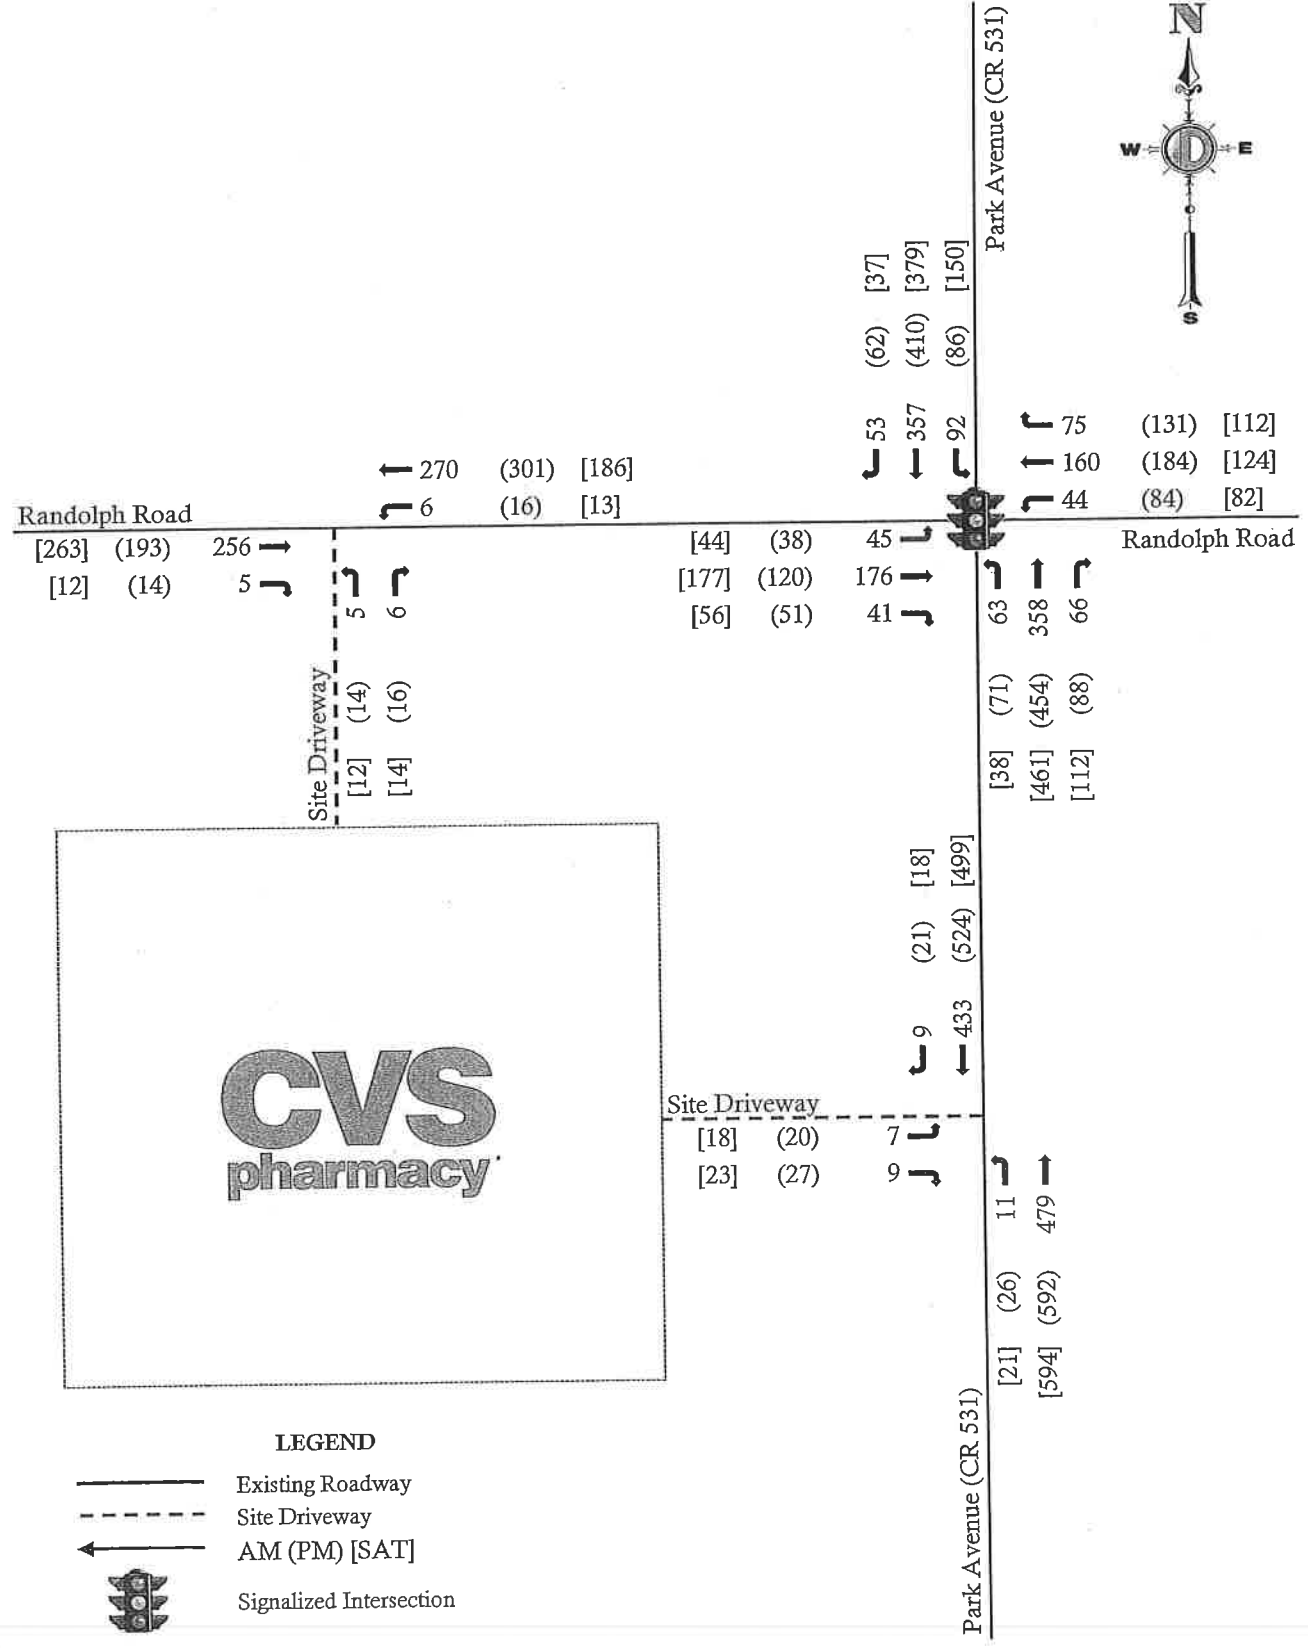 N
W
E
S
Park Avenue (CR 531)
[37] [379] [150]
(62) (410) (86)
53 357 92
75 (131) [112]
160 (184) [124]
44 (84) [82]
270 (301) [186]
6 (16) [13]
Randolph Road
Randolph Road
[263] (193) 256
[12] (14) 5
[44] (38) 45
[177] (120) 176
[56] (51) 41
5 6
(14) (16)
[12] [14]
Site Driveway
63 358 66
(71) (454) (88)
[38] [461] [112]
[18] [499]
(21) (524)
9 433
CVS
pharmacy
Site Driveway
[18] (20) 7
[23] (27) 9
11 479
(26) (592)
[21] [594]
Park Avenue (CR 531)
LEGEND
Existing Roadway
Site Driveway
AM (PM) [SAT]
Signalized Intersection